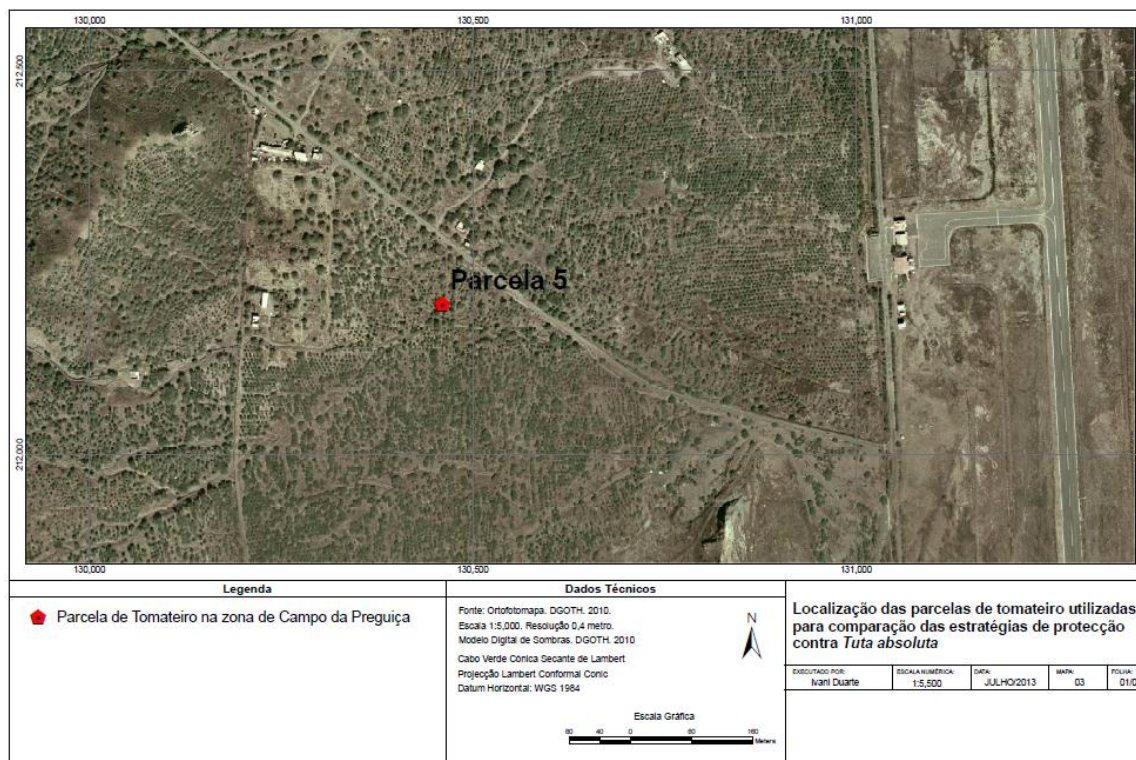 130,000 130,500 131,000
212,500
Parcela 5
212,000
130,000 130,500 131,000
Legenda
Parcela de Tomateiro na zona de Campo da Preguiça
Dados Técnicos
Fonte: Ortofotomapa. DGOTH. 2010.
Escala 1:5,000. Resolução 0,4 metro.
Modelo Digital de Sombras. DGOTH. 2010
Cabo Verde Cónica Secante de Lambert
Projecção Lambert Conformal Conic
Datum Horizontal: WGS 1984
N
Escala Gráfica
80 40 0 80 160
Meters
Localização das parcelas de tomateiro utilizadas
para comparação das estratégias de protecção
contra Tuta absoluta
EXECUTADO POR: ESCALA NUMÉRICA: DATA: MAPA: FOLHA:
Ivani Duarte 1:5,500 JULHO/2013 03 01/0